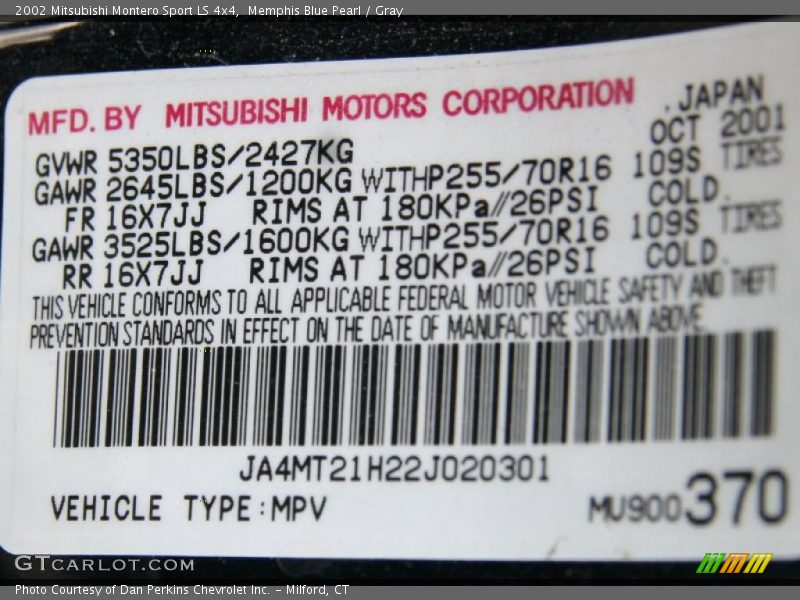 2002 Mitsubishi Montero Sport LS 4x4, Memphis Blue Pearl / Gray
MFD. BY MITSUBISHI MOTORS CORPORATION . JAPAN
OCT 2001
GVWR 5350LBS/2427KG
GAWR 2645LBS/1200KG WITHP255/70R16 109S TIRES
FR 16X7JJ RIMS AT 180KPa//26PSI COLD.
GAWR 3525LBS/1600KG WITHP255/70R16 109S TIRES
RR 16X7JJ RIMS AT 180KPa//26PSI COLD.
THIS VEHICLE CONFORMS TO ALL APPLICABLE FEDERAL MOTOR VEHICLE SAFETY AND THEFT
PREVENTION STANDARDS IN EFFECT ON THE DATE OF MANUFACTURE SHOWN ABOVE.
JA4MT21H22J020301
VEHICLE TYPE:MPV MU900370
GTCARLOT.COM
Photo Courtesy of Dan Perkins Chevrolet Inc. - Milford, CT